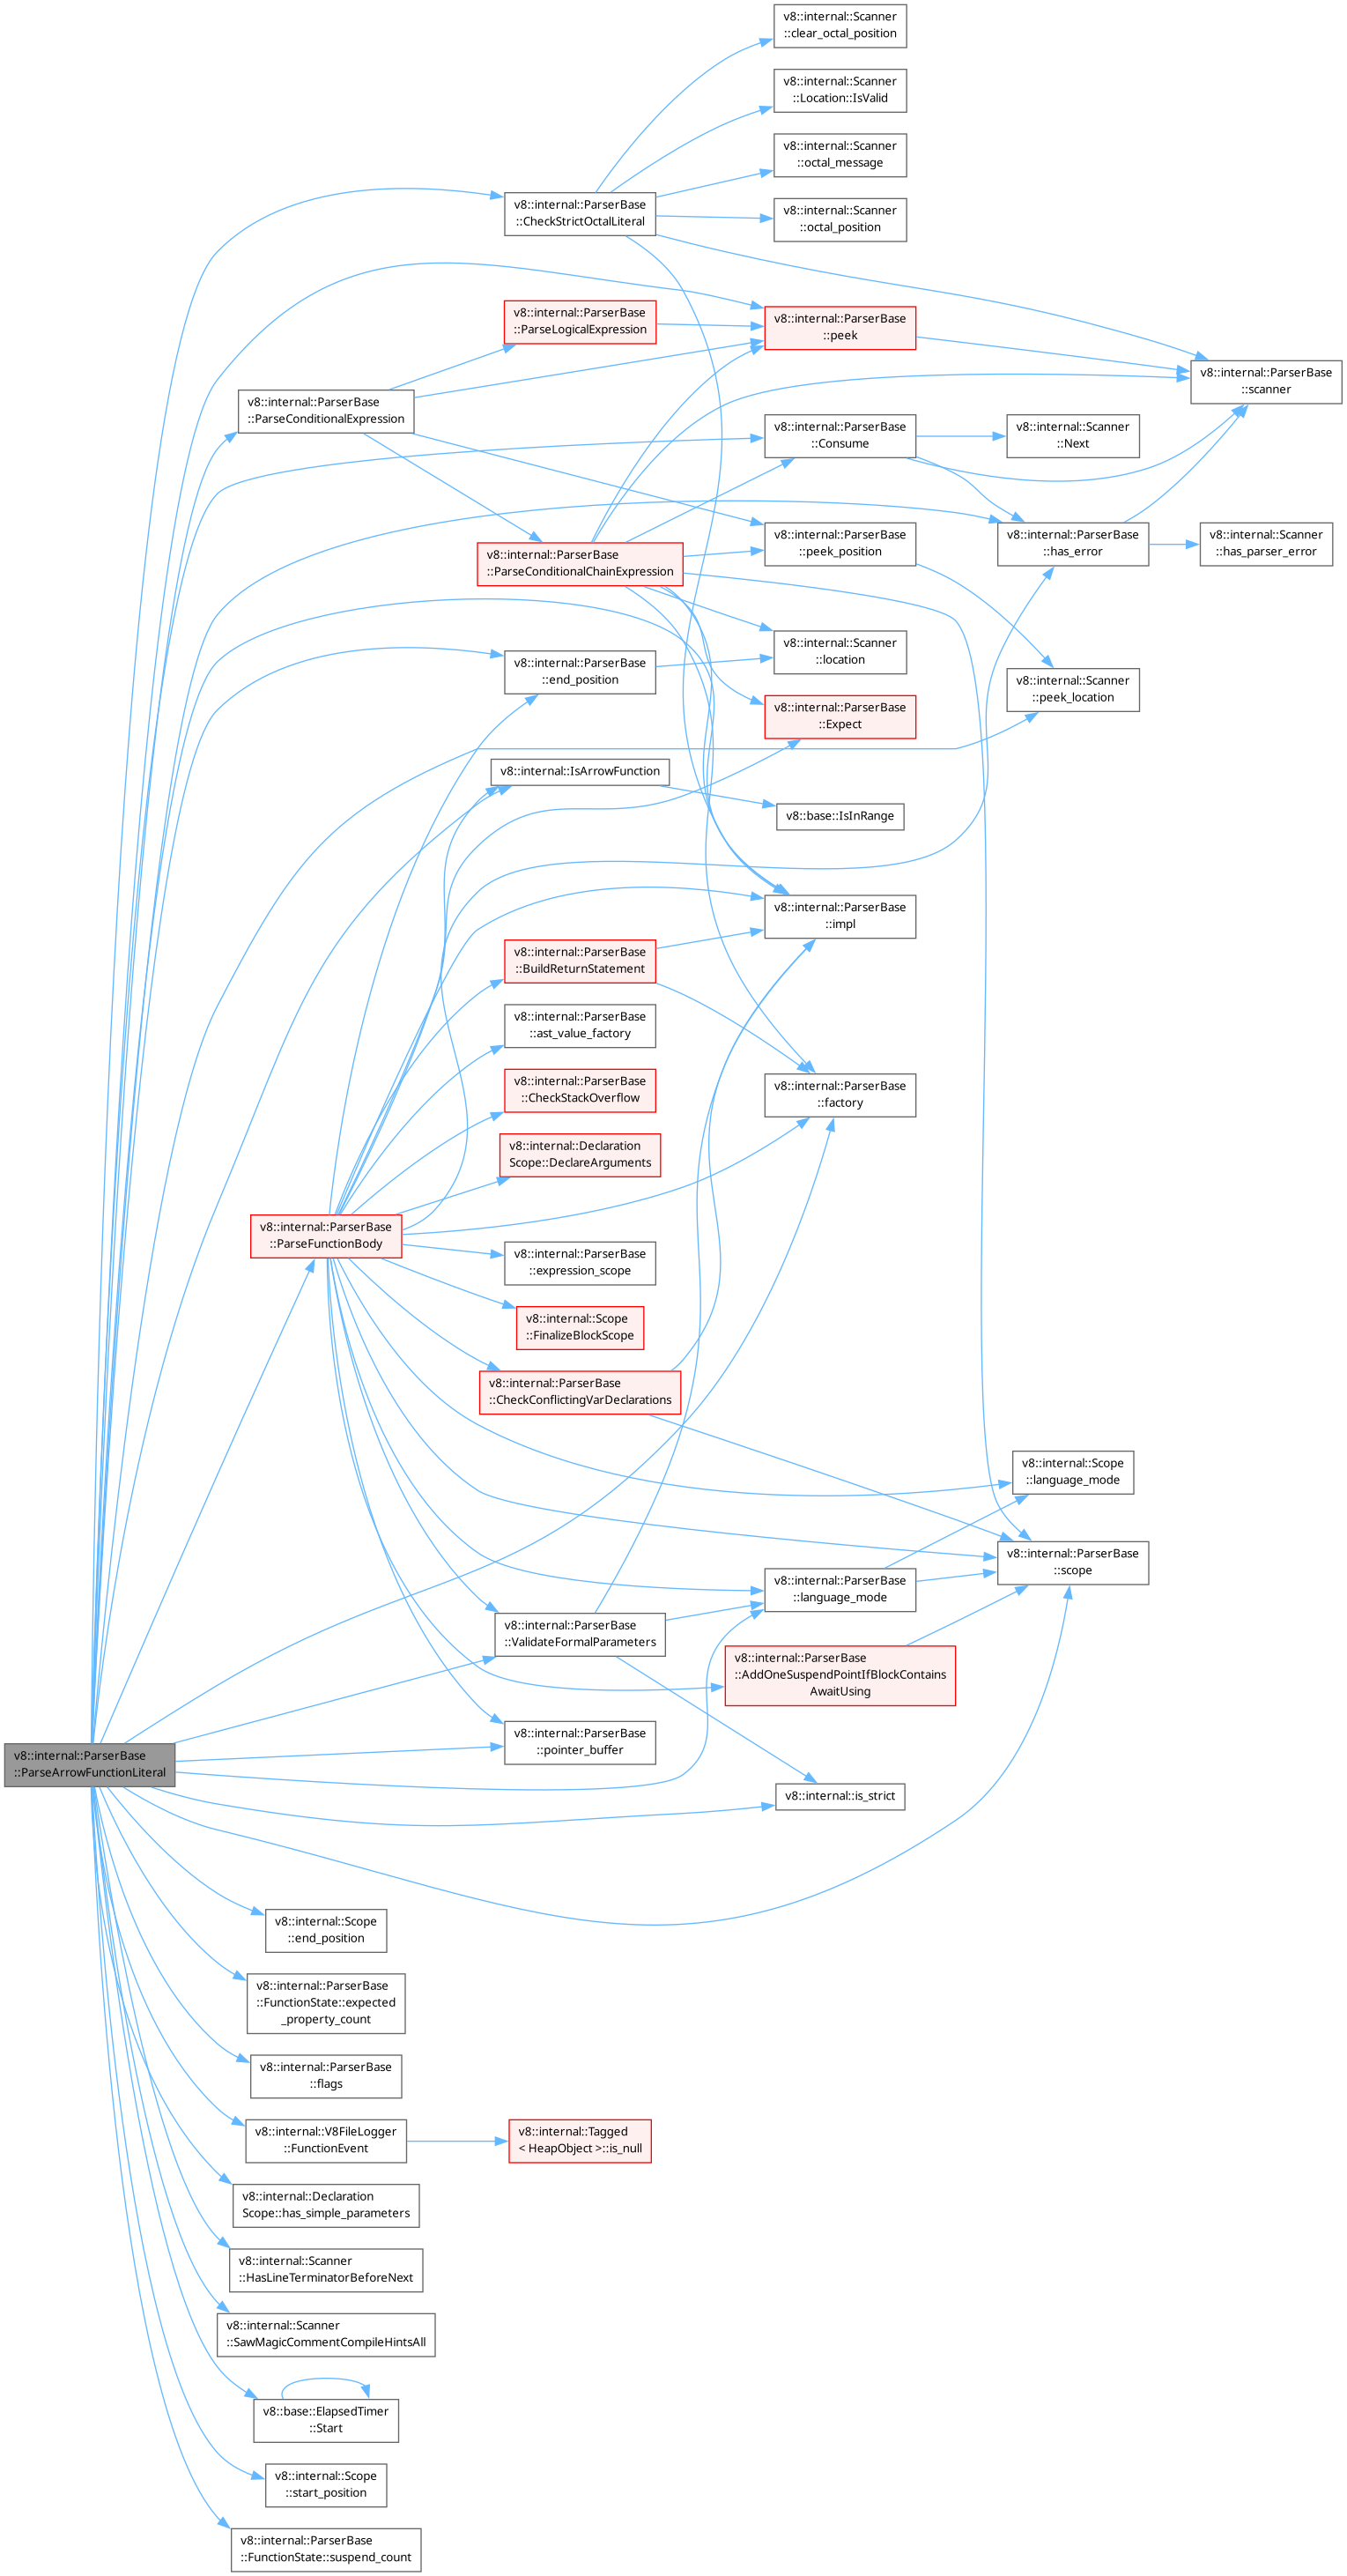 v8::internal::Scanner
::clear_octal_position
v8::internal::Scanner
::Location::IsValid
v8::internal::Scanner
::octal_message
v8::internal::ParserBase
::CheckStrictOctalLiteral
v8::internal::Scanner
::octal_position
v8::internal::ParserBase
::ParseLogicalExpression
v8::internal::ParserBase
::peek
v8::internal::ParserBase
::scanner
v8::internal::ParserBase
::ParseConditionalExpression
v8::internal::ParserBase
::Consume
v8::internal::Scanner
::Next
v8::internal::ParserBase
::ParseConditionalChainExpression
v8::internal::ParserBase
::peek_position
v8::internal::ParserBase
::has_error
v8::internal::Scanner
::has_parser_error
v8::internal::ParserBase
::end_position
v8::internal::Scanner
::location
v8::internal::Scanner
::peek_location
v8::internal::ParserBase
::Expect
v8::internal::IsArrowFunction
v8::base::IsInRange
v8::internal::ParserBase
::impl
v8::internal::ParserBase
::BuildReturnStatement
v8::internal::ParserBase
::ast_value_factory
v8::internal::ParserBase
::CheckStackOverflow
v8::internal::ParserBase
::factory
v8::internal::Declaration
Scope::DeclareArguments
v8::internal::ParserBase
::ParseFunctionBody
v8::internal::ParserBase
::expression_scope
v8::internal::Scope
::FinalizeBlockScope
v8::internal::ParserBase
::CheckConflictingVarDeclarations
v8::internal::Scope
::language_mode
v8::internal::ParserBase
::scope
v8::internal::ParserBase
::language_mode
v8::internal::ParserBase
::ValidateFormalParameters
v8::internal::ParserBase
::AddOneSuspendPointIfBlockContains
AwaitUsing
v8::internal::ParserBase
::pointer_buffer
v8::internal::ParserBase
::ParseArrowFunctionLiteral
v8::internal::is_strict
v8::internal::Scope
::end_position
v8::internal::ParserBase
::FunctionState::expected
_property_count
v8::internal::ParserBase
::flags
v8::internal::V8FileLogger
::FunctionEvent
v8::internal::Tagged
< HeapObject >::is_null
v8::internal::Declaration
Scope::has_simple_parameters
v8::internal::Scanner
::HasLineTerminatorBeforeNext
v8::internal::Scanner
::SawMagicCommentCompileHintsAll
v8::base::ElapsedTimer
::Start
v8::internal::Scope
::start_position
v8::internal::ParserBase
::FunctionState::suspend_count